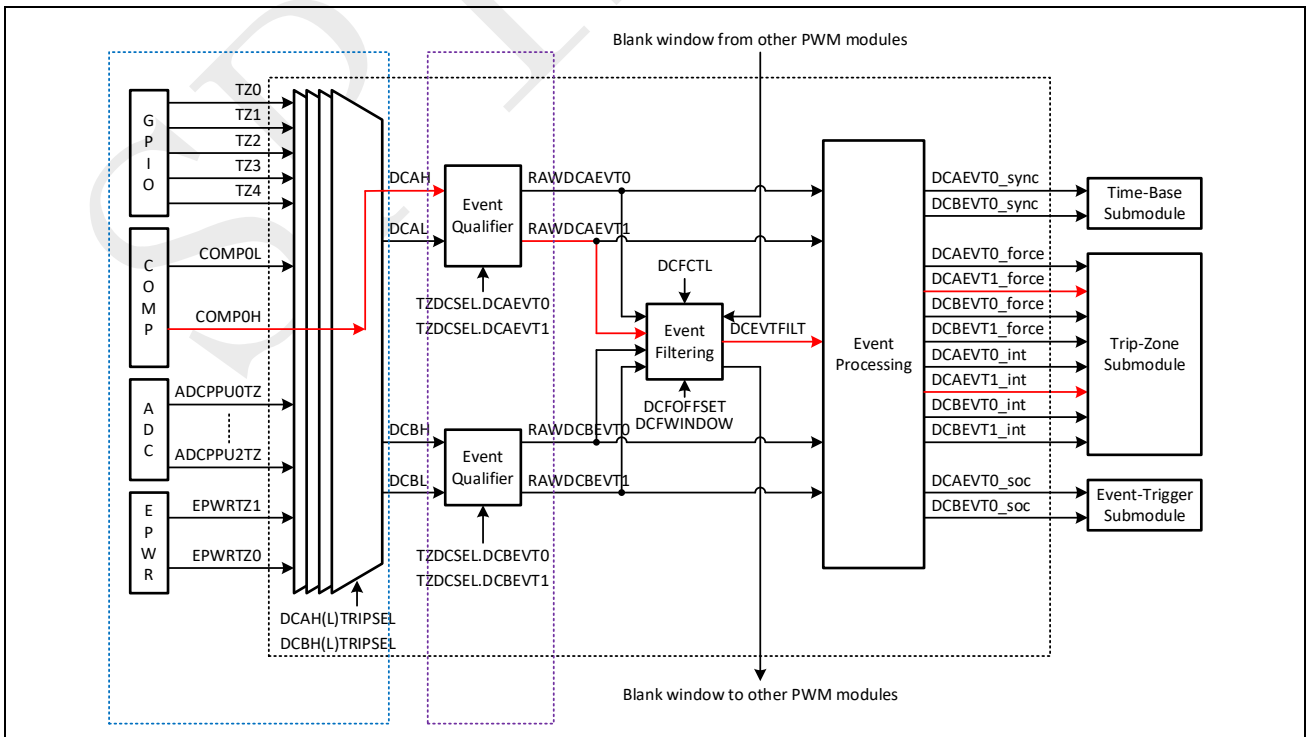 Blank window from other PWM modules
GPIO
TZ0
TZ1
TZ2
TZ3
TZ4
COMP
COMP0L
COMP0H
ADC
ADCPPU0TZ
ADCPPU2TZ
EPWR
EPWRTZ1
EPWRTZ0
DCAH(L)TRIPSEL
DCBH(L)TRIPSEL
DCAH
DCAL
DCBH
DCBL
Event
Qualifier
TZDCSEL.DCAEVT0
TZDCSEL.DCAEVT1
Event
Qualifier
TZDCSEL.DCBEVT0
TZDCSEL.DCBEVT1
RAWDCAEVT0
RAWDCAEVT1
RAWDCBEVT0
RAWDCBEVT1
DCFCTL
Event
Filtering
DCFOFFSET
DCFWINDOW
DCEVTFILT
Event
Processing
DCAEVT0_sync
DCBEVT0_sync
DCAEVT0_force
DCAEVT1_force
DCBEVT0_force
DCBEVT1_force
DCAEVT0_int
DCAEVT1_int
DCBEVT0_int
DCBEVT1_int
DCAEVT0_soc
DCBEVT0_soc
Time-Base
Submodule
Trip-Zone
Submodule
Event-Trigger
Submodule
Blank window to other PWM modules